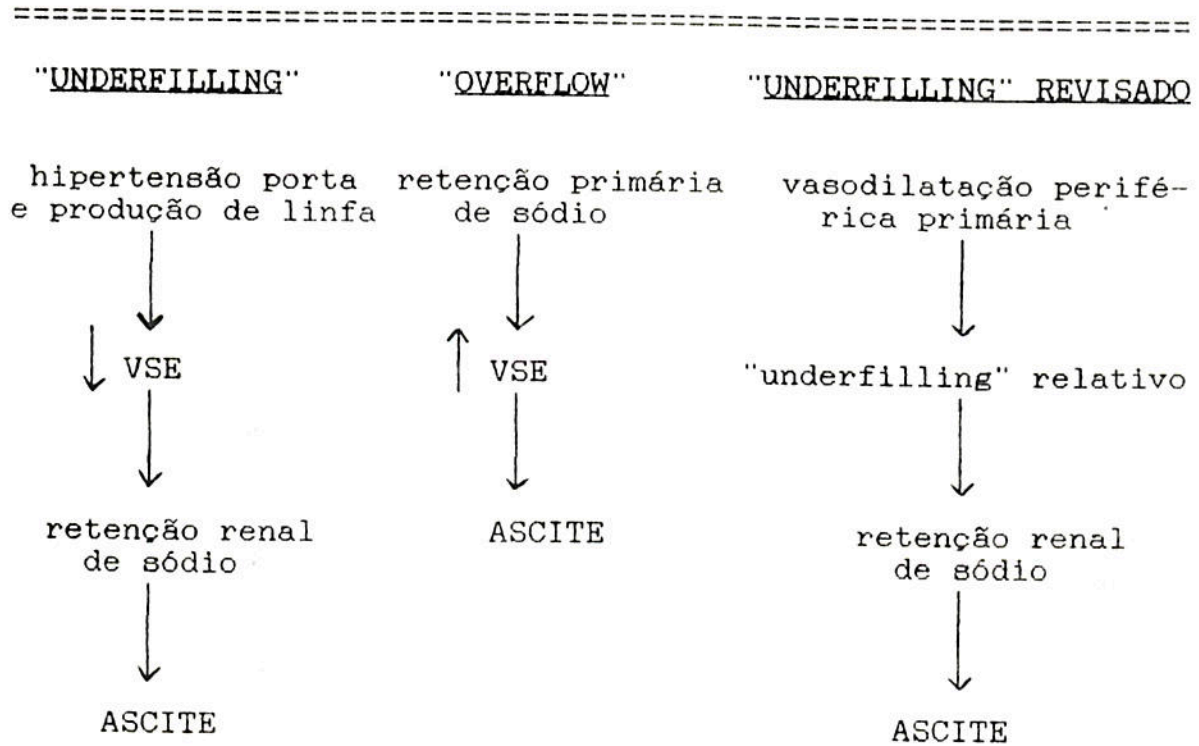 "UNDERFILLING"
hipertensão porta
e produção de linfa
↓ VSE
retenção renal
de sódio
ASCITE
"OVERFLOW"
retenção primária
de sódio
↑ VSE
ASCITE
"UNDERFILLING" REVISADO
vasodilatação perifé-
rica primária
"underfilling" relativo
retenção renal
de sódio
ASCITE